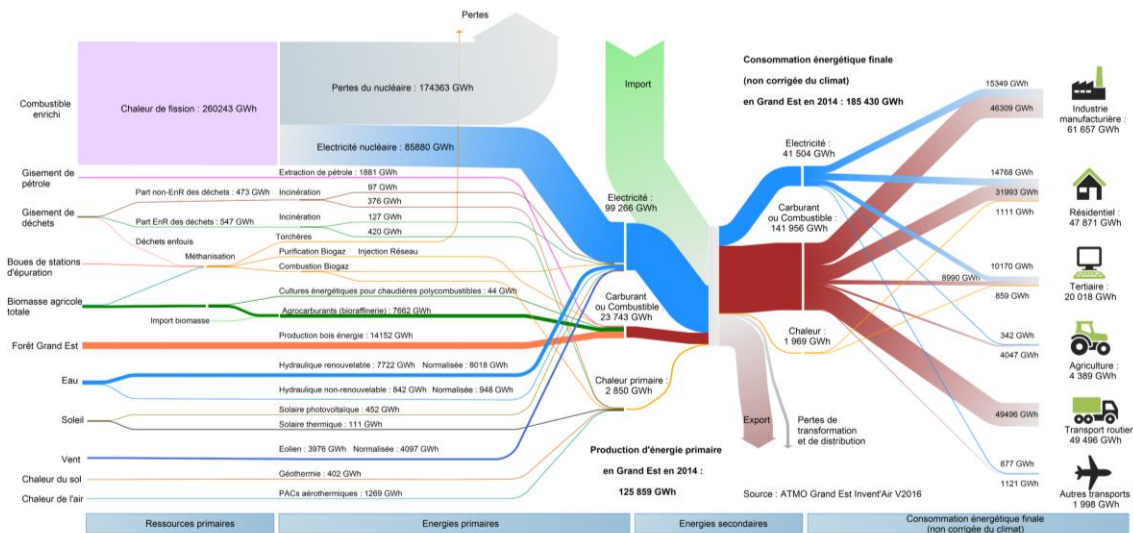 Pertes
Combustible
enrichi
Chaleur de fission : 260243 GWh
Pertes du nucléaire : 174363 GWh
Electricité nucléaire : 85880 GWh
Import
Consommation énergétique finale
(non corrigée du climat)
en Grand Est en 2014 : 185 430 GWh
15349 GWh
46309 GWh
Industrie
manufacturière :
61 657 GWh
Gisement de
pétrole
Extraction de pétrole : 1881 GWh
Electricité :
41 504 GWh
Gisement de
déchets
Part non-EnR des déchets : 473 GWh
Incinération
97 GWh
376 GWh
Part EnR des déchets : 547 GWh
Incinération
127 GWh
420 GWh
Electricité :
99 266 GWh
14768 GWh
31993 GWh
1111 GWh
Résidentiel :
47 871 GWh
Carburant
ou Combustible :
141 956 GWh
Déchets enfouis
Méthanisation
Torchères
Boues de stations
d'épuration
Purification Biogaz
Injection Réseau
Combustion Biogaz
10170 GWh
8990 GWh
859 GWh
Tertiaire :
20 018 GWh
Biomasse agricole
totale
Cultures énergétiques pour chaudières polycombustibles : 44 GWh
Import biomasse
Agrocarburants (bioraffinerie) : 7662 GWh
Carburant
ou Combustible :
23 743 GWh
Forêt Grand Est
Production bois énergie : 14152 GWh
Chaleur :
1 969 GWh
342 GWh
4047 GWh
Agriculture :
4 389 GWh
Eau
Hydraulique renouvelable : 7722 GWh Normalisée : 8018 GWh
Hydraulique non-renouvelable : 842 GWh Normalisée : 948 GWh
Chaleur primaire :
2 850 GWh
Soleil
Solaire photovoltaïque : 452 GWh
Solaire thermique : 111 GWh
Export
Pertes de
transformation
et de distribution
49496 GWh
Transport routier
49 496 GWh
Vent
Eolien : 3976 GWh Normalisée : 4097 GWh
Production d'énergie primaire
en Grand Est en 2014 :
125 859 GWh
Chaleur du sol
Géothermie : 402 GWh
Chaleur de l'air
PACs aérothermiques : 1269 GWh
Source : ATMO Grand Est Invent'Air V2016
877 GWh
1121 GWh
Autres transports
1 998 GWh
Ressources primaires
Energies primaires
Energies secondaires
Consommation énergétique finale
(non corrigée du climat)